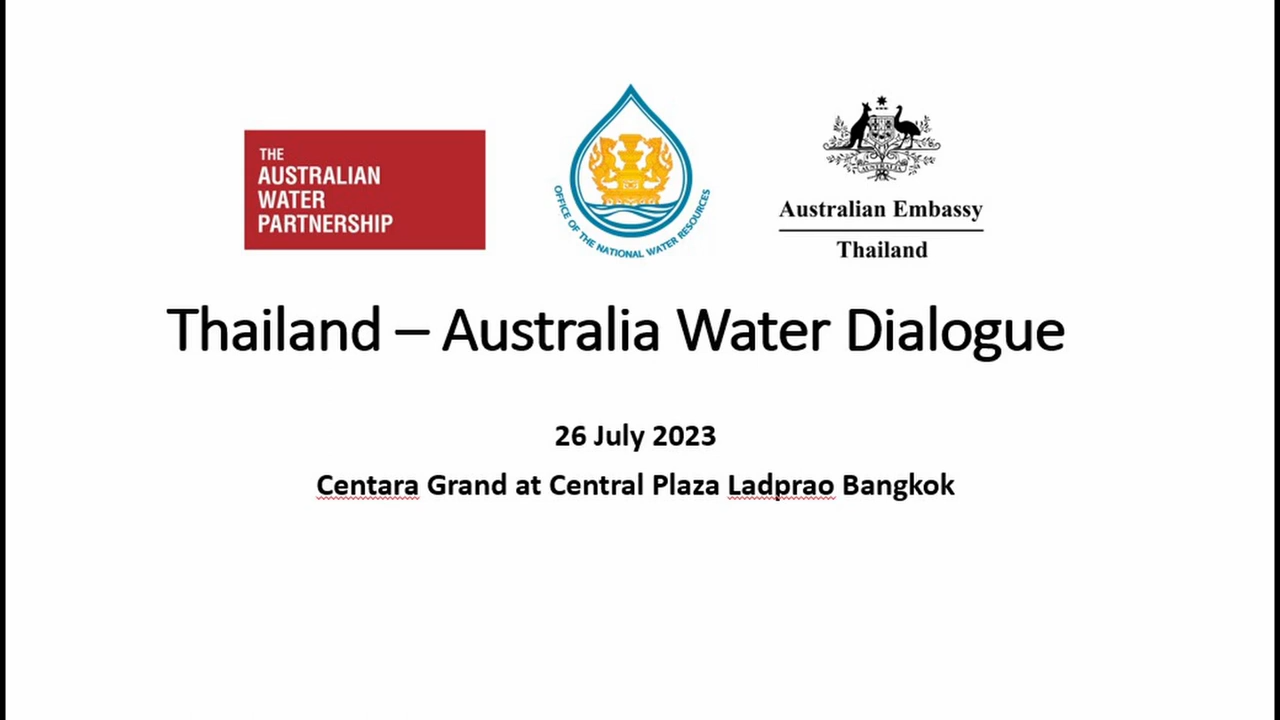 THE
AUSTRALIAN
WATER
PARTNERSHIP
OFFICE OF THE NATIONAL WATER RESOURCES
AUSTRALIA
Australian Embassy
Thailand
Thailand – Australia Water Dialogue
26 July 2023
Centara Grand at Central Plaza Ladprao Bangkok